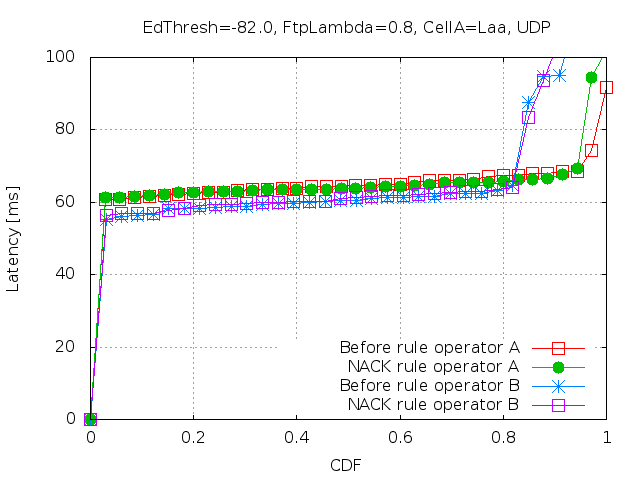 EdThresh=-82.0, FtpLambda=0.8, CellA=Laa, UDP
100
80
60
40
20
0
Latency [ms]
Before rule operator A
NACK rule operator A
Before rule operator B
NACK rule operator B
0
0.2
0.4
0.6
0.8
1
CDF